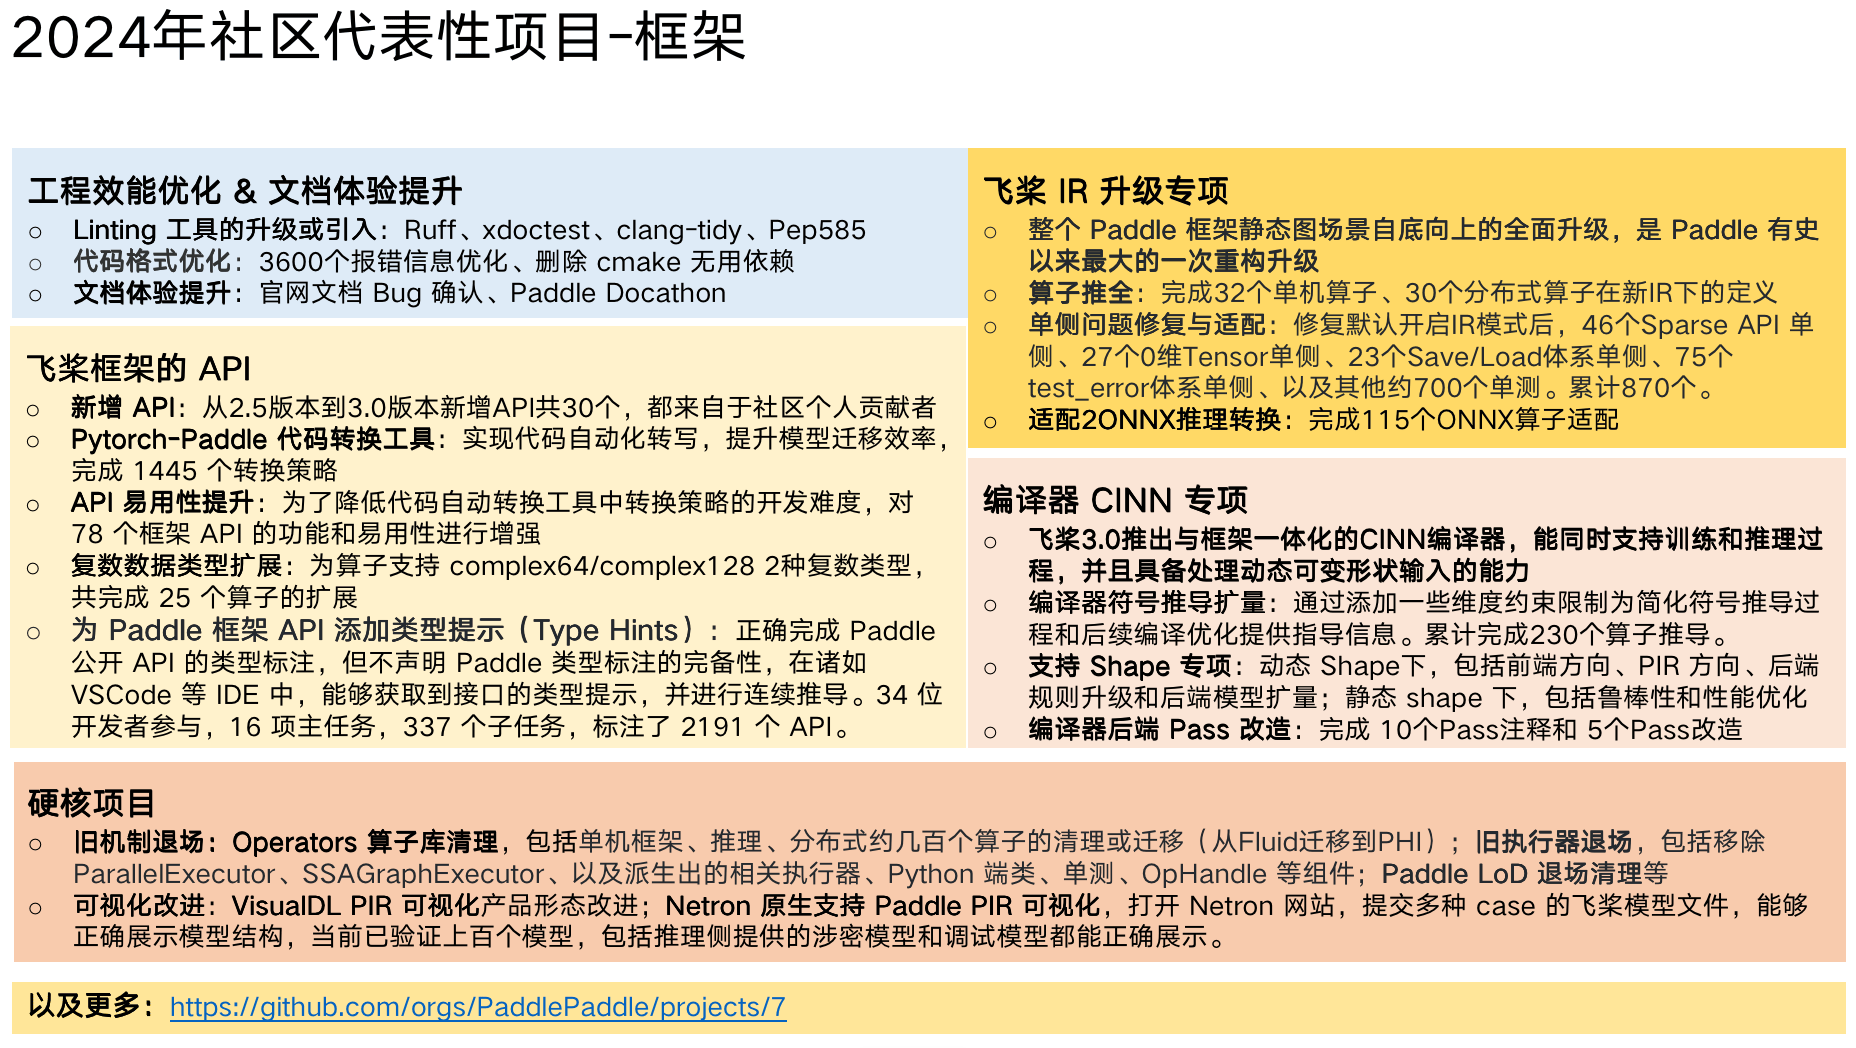 2024年社区代表性项目-框架
工程效能优化 & 文档体验提升
○ Linting 工具的升级或引入：Ruff、xdoctest、clang-tidy、Pep585
○ 代码格式优化：3600个报错信息优化、删除 cmake 无用依赖
○ 文档体验提升：官网文档 Bug 确认、Paddle Docathon
飞桨框架的 API
○ 新增 API：从2.5版本到3.0版本新增API共30个，都来自于社区个人贡献者
○ Pytorch-Paddle 代码转换工具：实现代码自动化转写，提升模型迁移效率，
完成 1445 个转换策略
○ API 易用性提升：为了降低代码自动转换工具中转换策略的开发难度，对
78 个框架 API 的功能和易用性进行增强
○ 复数数据类型扩展：为算子支持 complex64/complex128 2种复数类型，
共完成 25 个算子的扩展
○ 为 Paddle 框架 API 添加类型提示（Type Hints）：正确完成 Paddle
公开 API 的类型标注，但不声明 Paddle 类型标注的完备性，在诸如
VSCode 等 IDE 中，能够获取到接口的类型提示，并进行连续推导。34 位
开发者参与，16 项主任务，337 个子任务，标注了 2191 个 API。
飞桨 IR 升级专项
○ 整个 Paddle 框架静态图场景自底向上的全面升级，是 Paddle 有史
以来最大的一次重构升级
○ 算子推全：完成32个单机算子、30个分布式算子在新IR下的定义
○ 单侧问题修复与适配：修复默认开启IR模式后，46个Sparse API 单
侧、27个0维Tensor单侧、23个Save/Load体系单侧、75个
test_error体系单侧、以及其他约700个单测。累计870个。
○ 适配2ONNX推理转换：完成115个ONNX算子适配
编译器 CINN 专项
○ 飞桨3.0推出与框架一体化的CINN编译器，能同时支持训练和推理过
程，并且具备处理动态可变形状输入的能力
○ 编译器符号推导扩量：通过添加一些维度约束限制为简化符号推导过
程和后续编译优化提供指导信息。累计完成230个算子推导。
○ 支持 Shape 专项：动态 Shape下，包括前端方向、PIR 方向、后端
规则升级和后端模型扩量；静态 shape 下，包括鲁棒性和性能优化
○ 编译器后端 Pass 改造：完成 10个Pass注释和 5个Pass改造
硬核项目
○ 旧机制退场：Operators 算子库清理，包括单机框架、推理、分布式约几百个算子的清理或迁移（从Fluid迁移到PHI）；旧执行器退场，包括移除
ParallelExecutor、SSAGraphExecutor、以及派生出的相关执行器、Python 端类、单测、OpHandle 等组件；Paddle LoD 退场清理等
○ 可视化改进：VisualDL PIR 可视化产品形态改进；Netron 原生支持 Paddle PIR 可视化，打开 Netron 网站，提交多种 case 的飞桨模型文件，能够
正确展示模型结构，当前已验证上百个模型，包括推理侧提供的涉密模型和调试模型都能正确展示。
以及更多：https://github.com/orgs/PaddlePaddle/projects/7